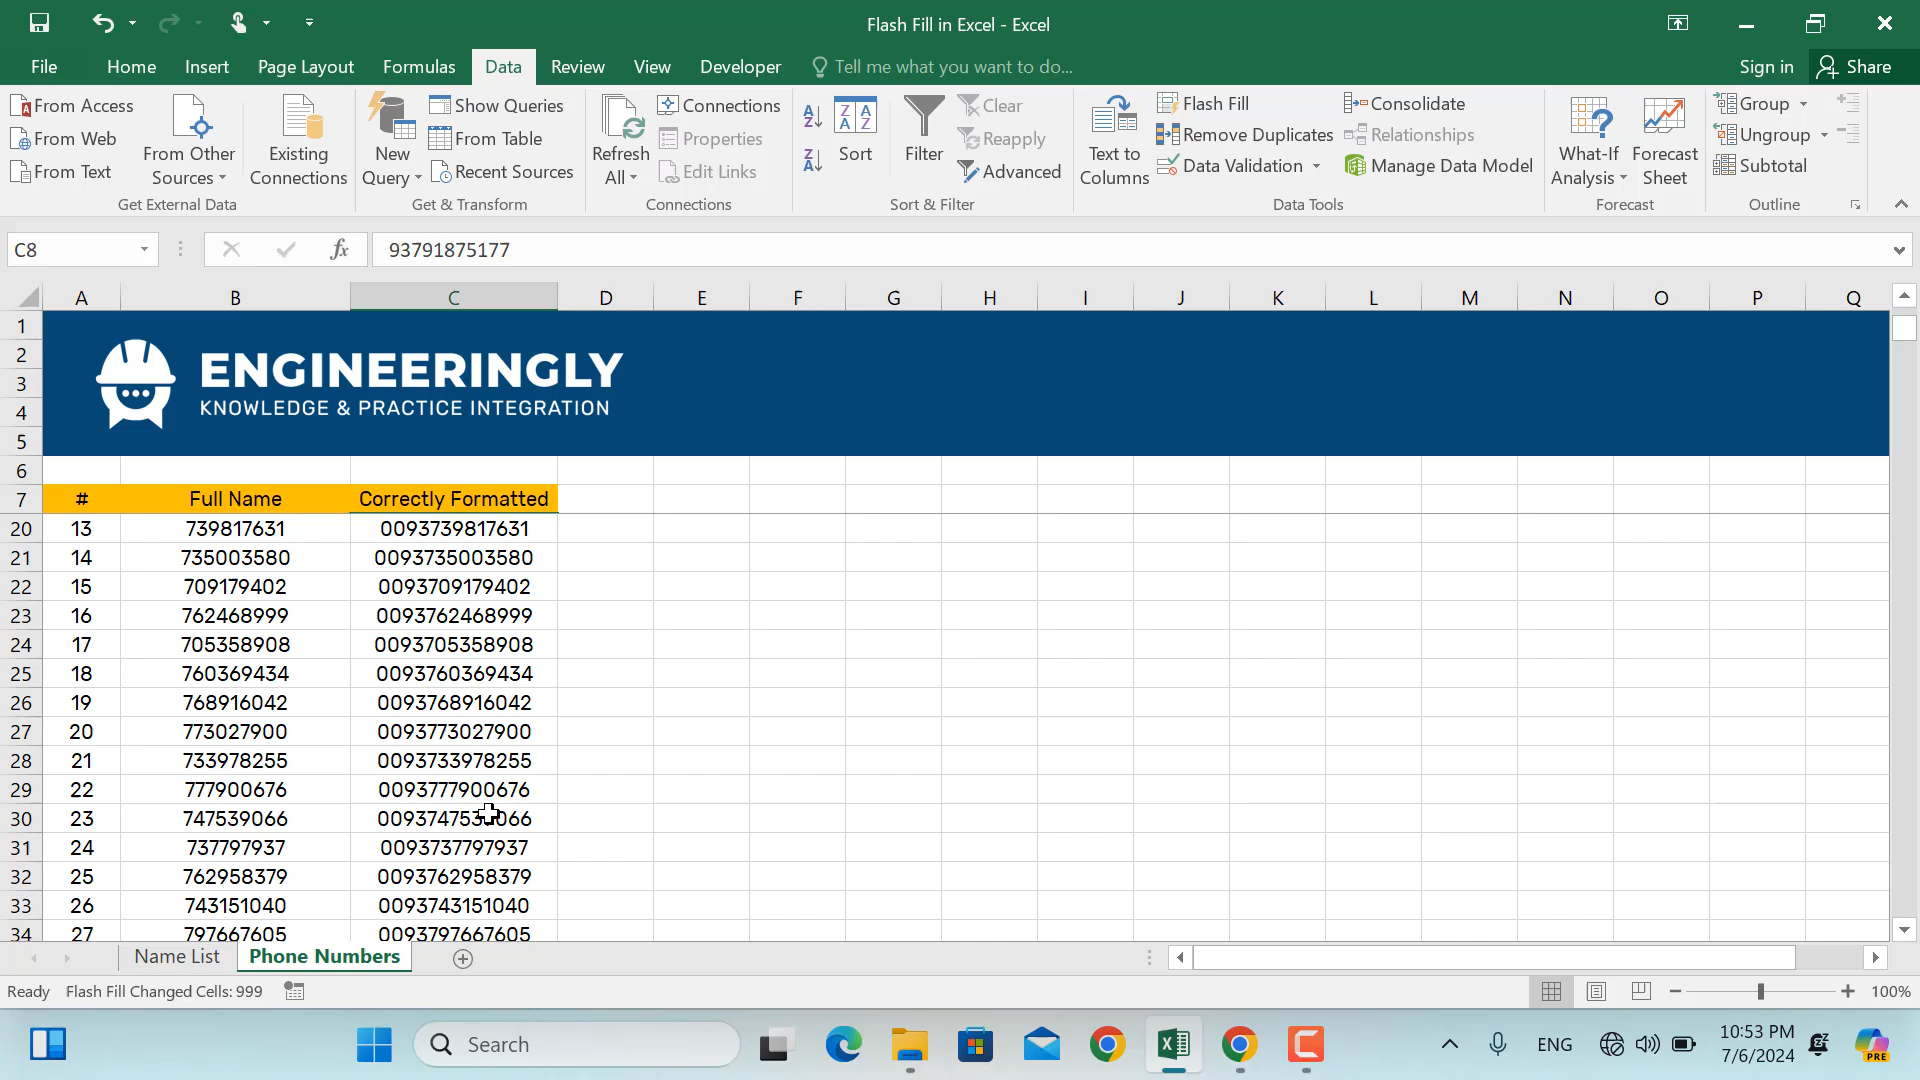 Flash Fill in Excel - Excel
File Home Insert Page Layout Formulas Data Review View Developer Tell me what you want to do... Sign in Share
From Access
From Web
From Text
From Other Sources
Existing Connections
Get External Data
New Query
Show Queries
From Table
Recent Sources
Get & Transform
Refresh All
Connections
Properties
Edit Links
Connections
Sort
Filter
Clear
Reapply
Advanced
Sort & Filter
Text to Columns
Flash Fill
Remove Duplicates
Data Validation
Consolidate
Relationships
Manage Data Model
Data Tools
What-If Analysis
Forecast Sheet
Forecast
Group
Ungroup
Subtotal
Outline
C8 fx 93791875177
A B C D E F G H I J K L M N O P Q
1
2
3
4
5
ENGINEERINGLY
KNOWLEDGE & PRACTICE INTEGRATION
6
7 # Full Name Correctly Formatted
20 13 739817631 0093739817631
21 14 735003580 0093735003580
22 15 709179402 0093709179402
23 16 762468999 0093762468999
24 17 705358908 0093705358908
25 18 760369434 0093760369434
26 19 768916042 0093768916042
27 20 773027900 0093773027900
28 21 733978255 0093733978255
29 22 777900676 0093777900676
30 23 747539066
31 24 737797937 0093737797937
32 25 762958379 0093762958379
33 26 743151040 0093743151040
34 27 797667605 0093797667605
Name List Phone Numbers
Ready Flash Fill Changed Cells: 999 100%
Search ENG 10:53 PM
7/6/2024
PRE